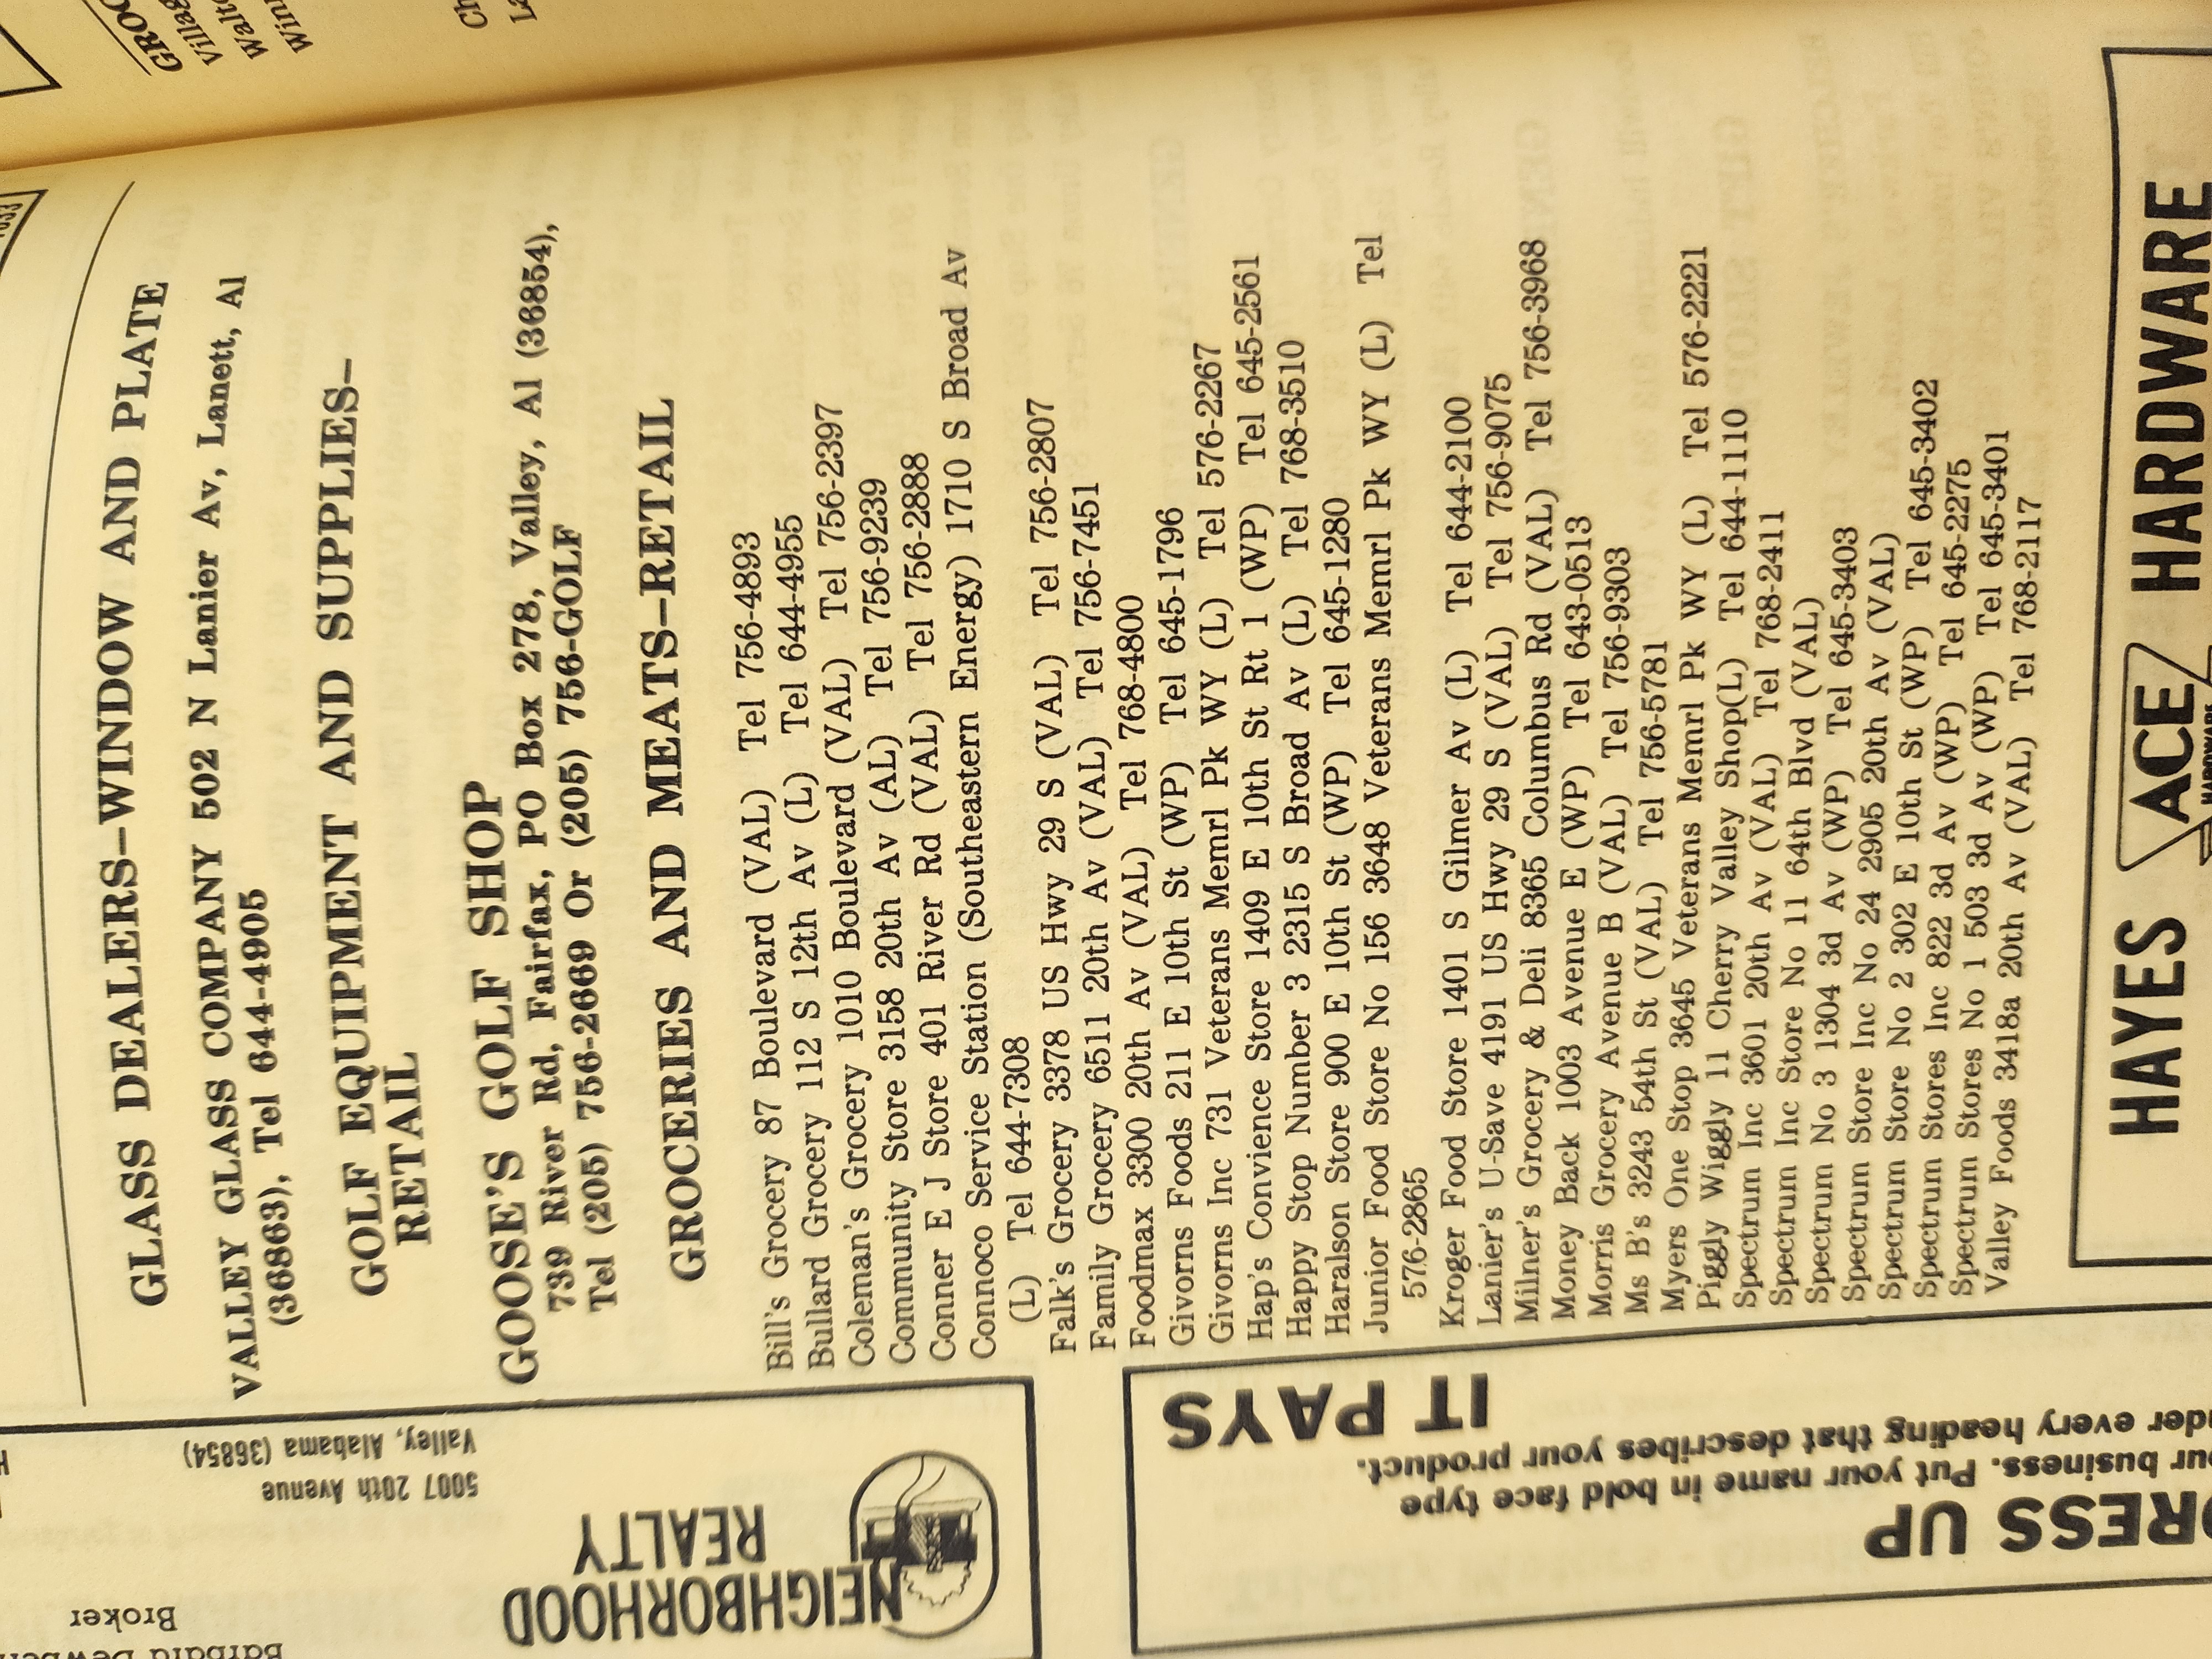 GROC
Villag
Walt
Win
Ch
La
GLASS DEALERS–WINDOW AND PLATE
VALLEY GLASS COMPANY 502 N Lanier Av, Lanett, Al
(36863), Tel 644-4905
GOLF EQUIPMENT AND SUPPLIES–
RETAIL
GOOSE'S GOLF SHOP
739 River Rd, Fairfax, PO Box 278, Valley, Al (36854),
Tel (205) 756-2669 Or (205) 756-GOLF
GROCERIES AND MEATS–RETAIL
Bill's Grocery 87 Boulevard (VAL) Tel 756-4893
Bullard Grocery 112 S 12th Av (L) Tel 644-4955
Coleman's Grocery 1010 Boulevard (VAL) Tel 756-2397
Community Store 3158 20th Av (AL) Tel 756-9239
Conner E J Store 401 River Rd (VAL) Tel 756-2888
Connoco Service Station (Southeastern Energy) 1710 S Broad Av
(L) Tel 644-7308
Falk's Grocery 3378 US Hwy 29 S (VAL) Tel 756-2807
Family Grocery 6511 20th Av (VAL) Tel 756-7451
Foodmax 3300 20th Av (VAL) Tel 768-4800
Givorns Foods 211 E 10th St (WP) Tel 645-1796
Givorns Inc 731 Veterans Memrl Pk WY (L) Tel 576-2267
Hap's Convience Store 1409 E 10th St Rt 1 (WP) Tel 645-2561
Happy Stop Number 3 2315 S Broad Av (L) Tel 768-3510
Haralson Store 900 E 10th St (WP) Tel 645-1280
Junior Food Store No 156 3648 Veterans Memrl Pk WY (L) Tel
576-2865
Kroger Food Store 1401 S Gilmer Av (L) Tel 644-2100
Lanier's U-Save 4191 US Hwy 29 S (VAL) Tel 756-9075
Milner's Grocery & Deli 8365 Columbus Rd (VAL) Tel 756-3968
Money Back 1003 Avenue E (WP) Tel 643-0513
Morris Grocery Avenue B (VAL) Tel 756-9303
Ms B's 3243 54th St (VAL) Tel 756-5781
Myers One Stop 3645 Veterans Memrl Pk WY (L) Tel 576-2221
Piggly Wiggly 11 Cherry Valley Shop(L) Tel 644-1110
Spectrum Inc 3601 20th Av (VAL) Tel 768-2411
Spectrum Inc Store No 11 64th Blvd (VAL)
Spectrum No 3 1304 3d Av (WP) Tel 645-3403
Spectrum Store Inc No 24 2905 20th Av (VAL)
Spectrum Store No 2 302 E 10th St (WP) Tel 645-3402
Spectrum Stores Inc 822 3d Av (WP) Tel 645-2275
Spectrum Stores No 1 503 3d Av (WP) Tel 645-3401
Valley Foods 3418a 20th Av (VAL) Tel 768-2117
HAYES ACE HARDWARE
HARDWARE
Broker
NEIGHBORHOOD
REALTY
5007 20th Avenue
Valley, Alabama (36854)
RESS UP
ur business. Put your name in bold face type
der every heading that describes your product.
IT PAYS